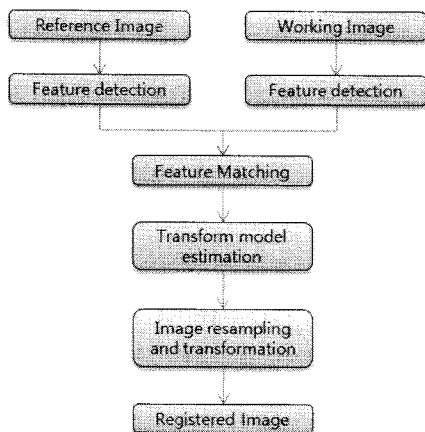 Reference Image
Working Image
Feature detection
Feature detection
Feature Matching
Transform model
estimation
Image resampling
and transformation
Registered Image